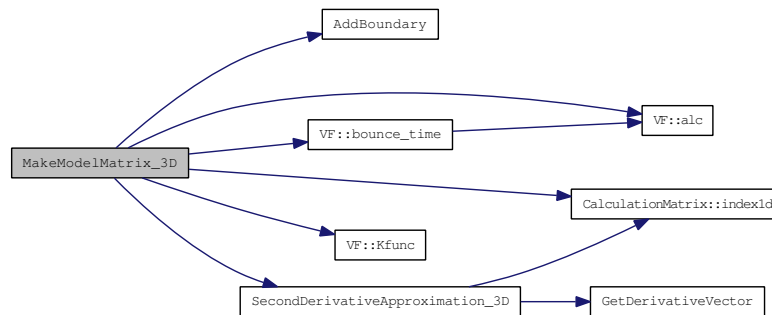 AddBoundary
VF::alc
VF::bounce_time
MakeModelMatrix_3D
CalculationMatrix::index1d
VF::Kfunc
SecondDerivativeApproximation_3D
GetDerivativeVector